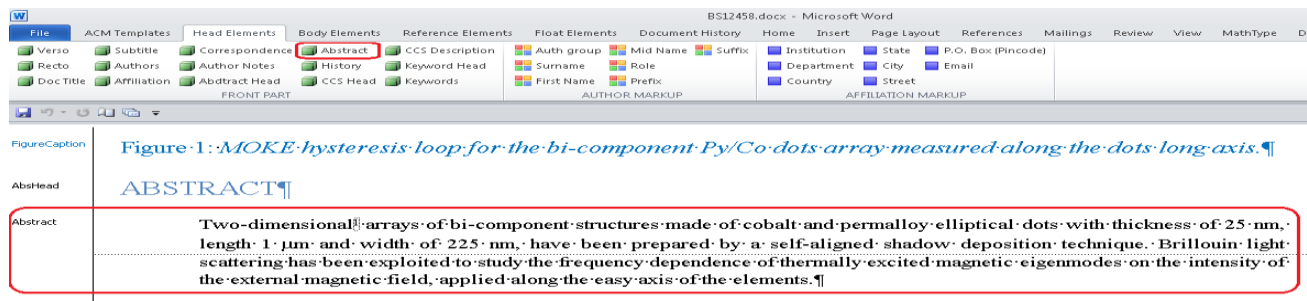 W BS12458.docx - Microsoft Word
File ACM Templates Head Elements Body Elements Reference Elements Float Elements Document History Home Insert Page Layout References Mailings Review View MathType D
Verso Subtitle Correspondence Abstract CCS Description Auth group Mid Name Suffix Institution State P.O. Box (Pincode)
Recto Authors Author Notes History Keyword Head Surname Role Department City Email
Doc Title Affiliation Abdtract Head CCS Head Keywords First Name Prefix Country Street
FRONT PART AUTHOR MARKUP AFFILIATION MARKUP
FigureCaption Figure·1:·MOKE·hysteresis·loop·for·the·bi-component·Py/Co·dots·array·measured·along·the·dots·long·axis.¶
AbsHead ABSTRACT¶
Abstract Two-dimensional·arrays·of·bi-component·structures·made·of·cobalt·and·permalloy·elliptical·dots·with·thickness·of·25·nm,·
length·1·μm·and·width·of·225·nm,·have·been·prepared·by·a·self-aligned·shadow·deposition·technique.·Brillouin·light·
scattering·has·been·exploited·to·study·the·frequency·dependence·of·thermally·excited·magnetic·eigenmodes·on·the·intensity·of·
the·external·magnetic·field,·applied·along·the·easy·axis·of·the·elements.¶